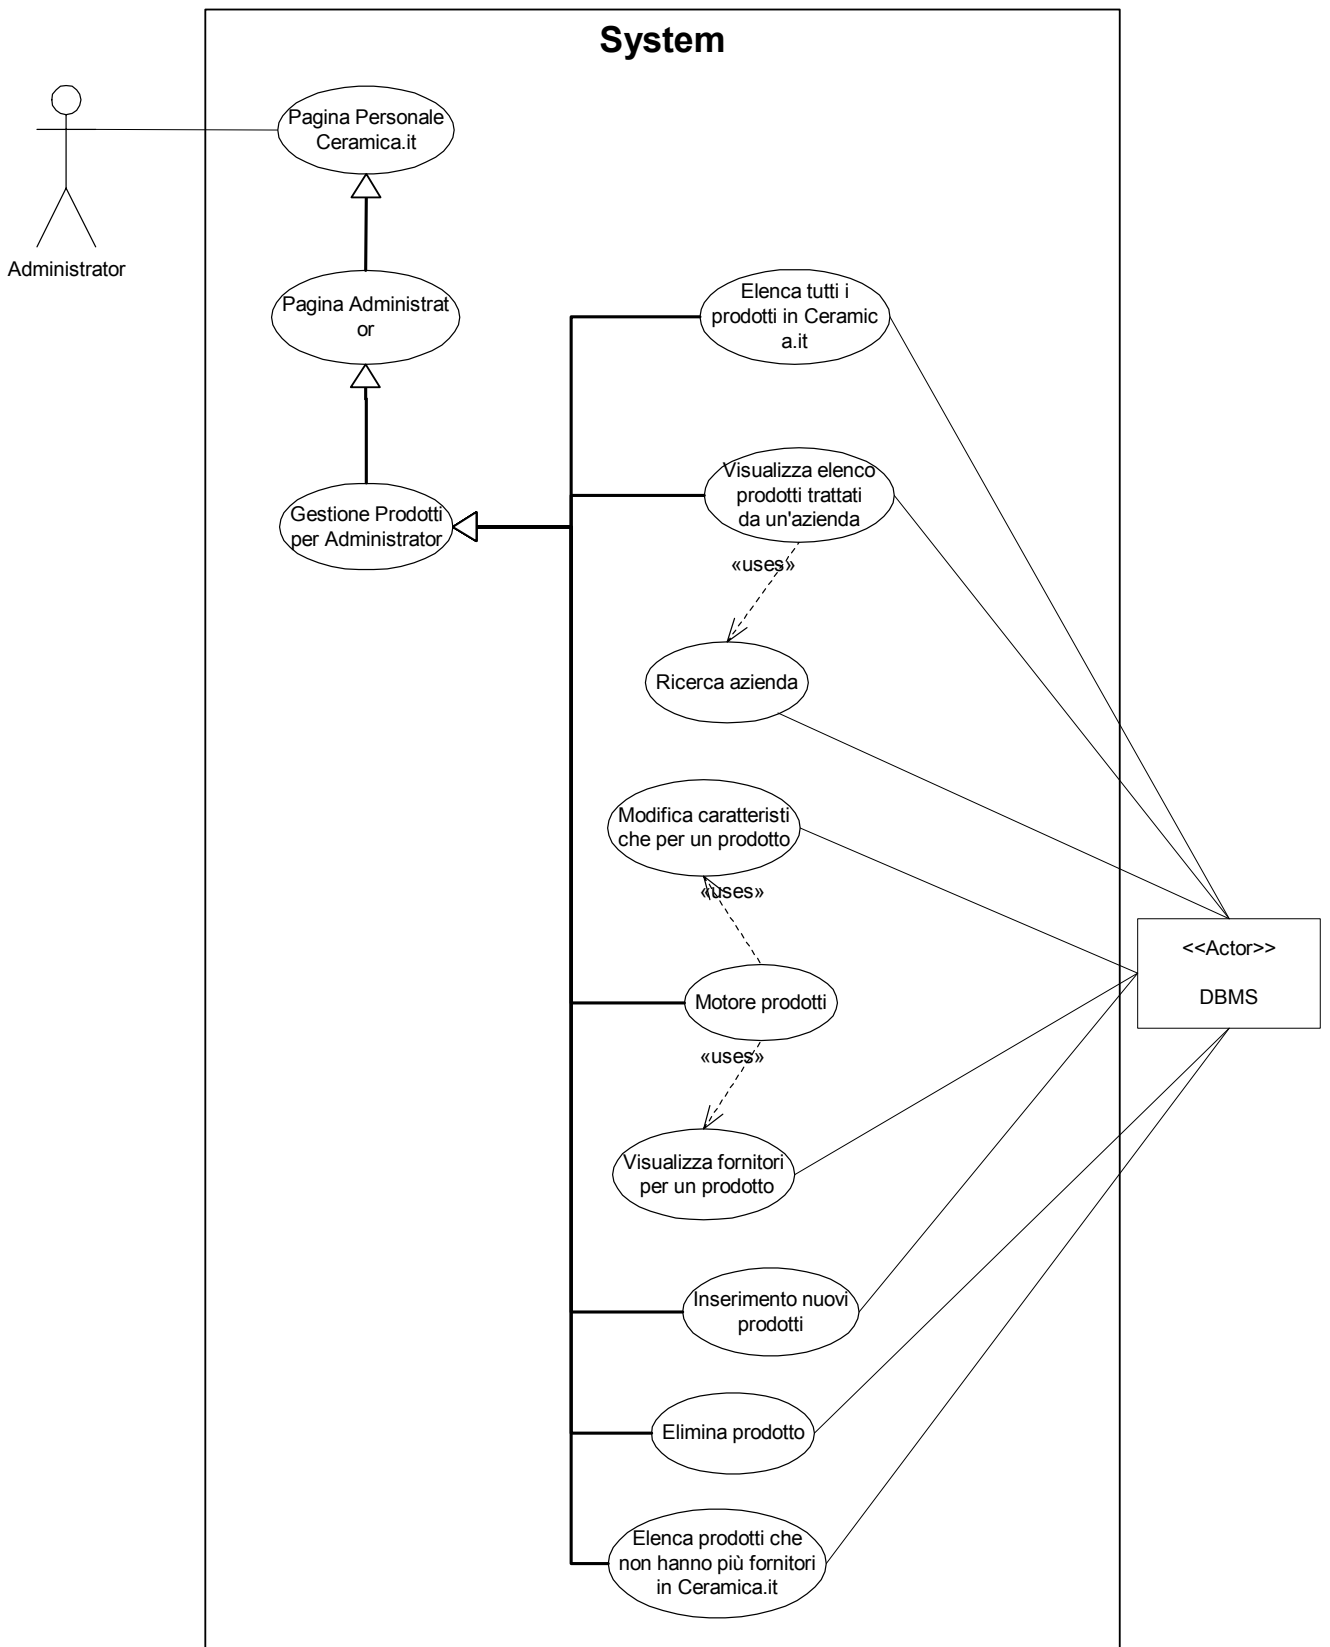 System
Pagina Personale
Ceramica.it
Administrator
Pagina Administrat
or
Elenca tutti i
prodotti in Ceramic
a.it
Visualizza elenco
prodotti trattati
da un'azienda
Gestione Prodotti
per Administrator
«uses»
Ricerca azienda
Modifica caratteristi
che per un prodotto
«uses»
<<Actor>>
DBMS
Motore prodotti
«uses»
Visualizza fornitori
per un prodotto
Inserimento nuovi
prodotti
Elimina prodotto
Elenca prodotti che
non hanno più fornitori
in Ceramica.it